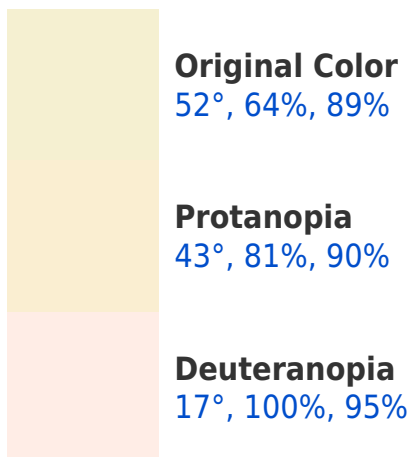 Original Color
52°, 64%, 89%
Protanopia
43°, 81%, 90%
Deuteranopia
17°, 100%, 95%